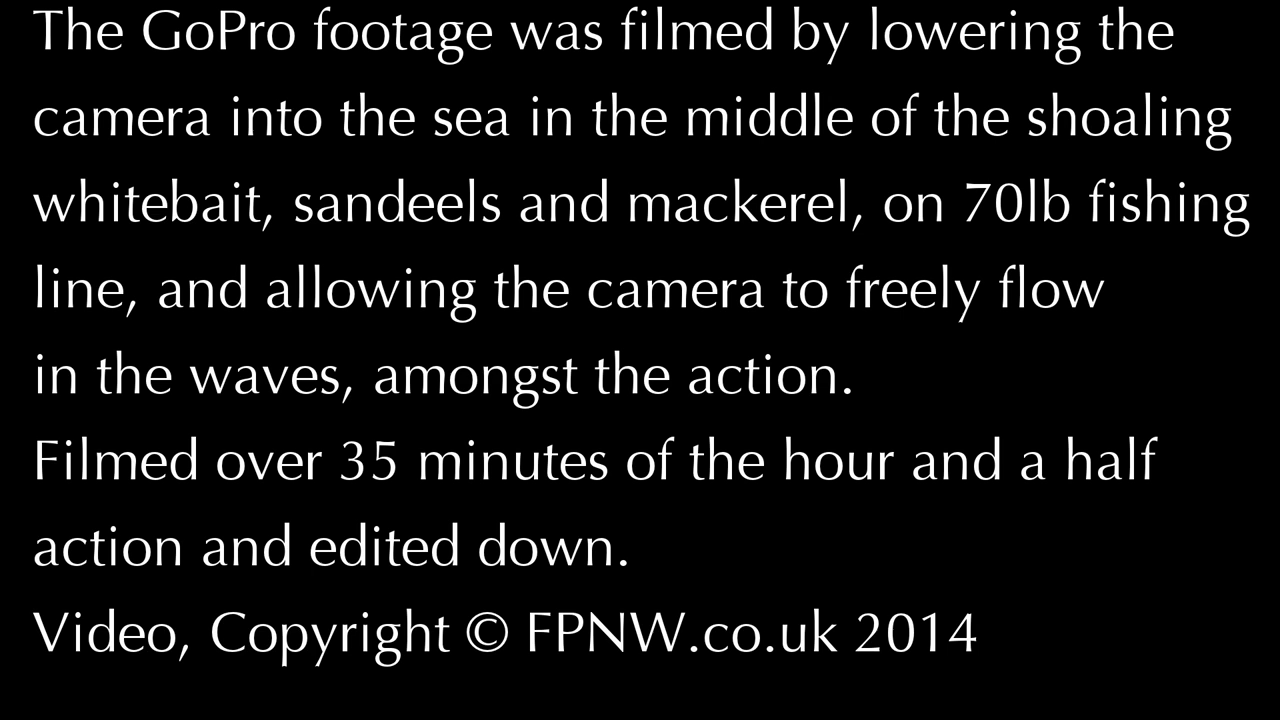 The GoPro footage was filmed by lowering the
camera into the sea in the middle of the shoaling
whitebait, sandeels and mackerel, on 70lb fishing
line, and allowing the camera to freely flow
in the waves, amongst the action.
Filmed over 35 minutes of the hour and a half
action and edited down.
Video, Copyright © FPNW.co.uk 2014